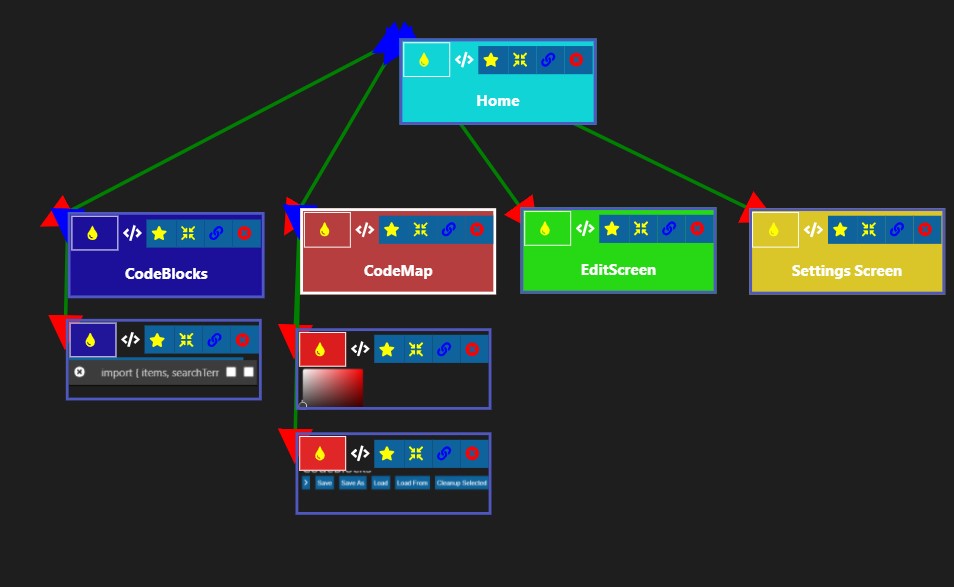 </>
Home
</>
</>
</>
</>
CodeBlocks
CodeMap
EditScreen
Settings Screen
</>
import { items, searchTerr
</>
</>
Save
Save As
Load
Load From
Cleanup Selected